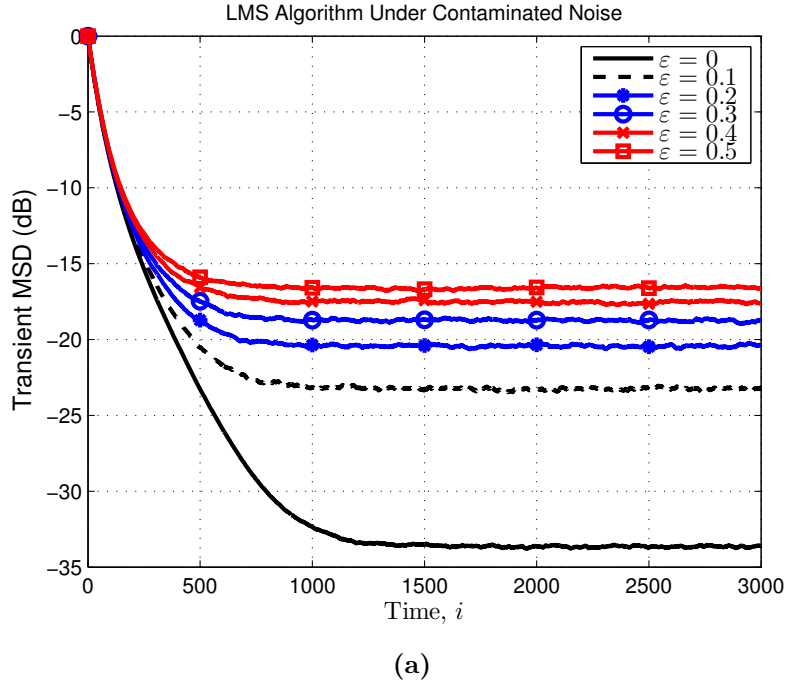 LMS Algorithm Under Contaminated Noise
0
−5
−10
−15
−20
−25
−30
−35
Transient MSD (dB)
ε = 0
ε = 0.1
ε = 0.2
ε = 0.3
ε = 0.4
ε = 0.5
0 500 1000 1500 2000 2500 3000
Time, i
(a)